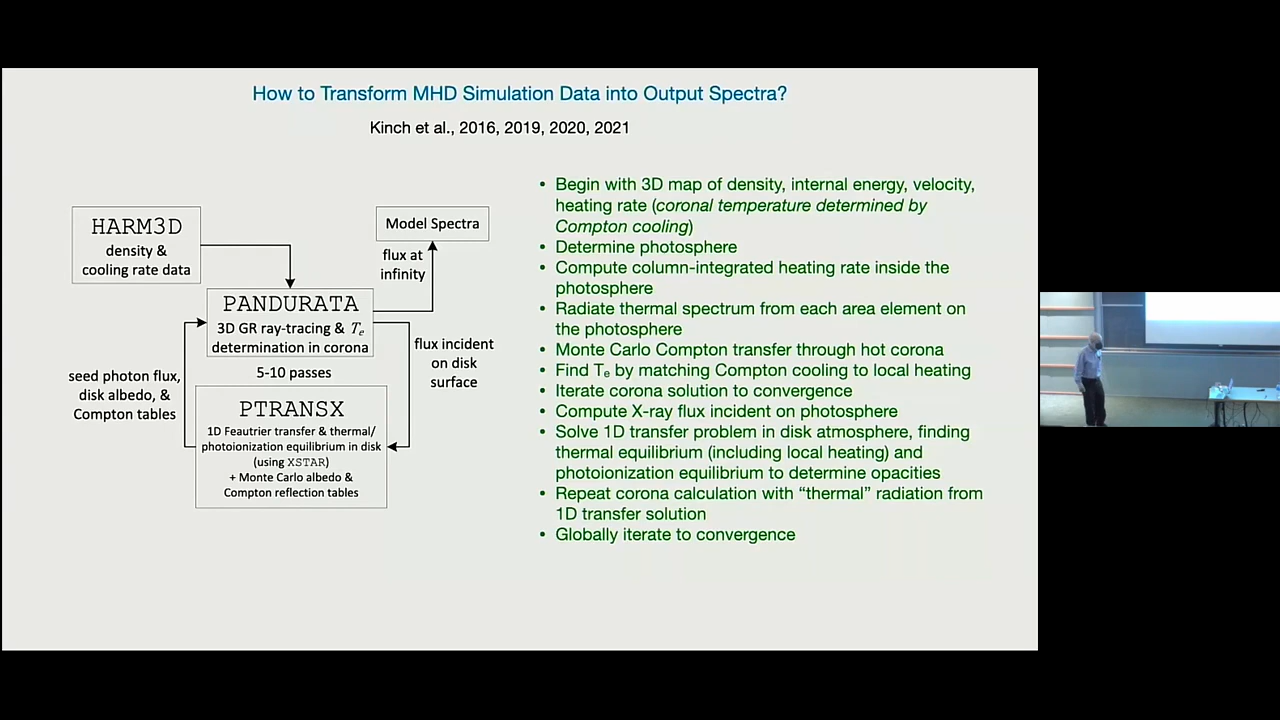 How to Transform MHD Simulation Data into Output Spectra?
Kinch et al., 2016, 2019, 2020, 2021
HARM3D
density &
cooling rate data
Model Spectra
flux at
infinity
PANDURATA
3D GR ray-tracing & Te
determination in corona
flux incident
on disk
surface
5-10 passes
seed photon flux,
disk albedo, &
Compton tables
PTRANSX
1D Feautrier transfer & thermal/
photoionization equilibrium in disk
(using XSTAR)
+ Monte Carlo albedo &
Compton reflection tables
• Begin with 3D map of density, internal energy, velocity,
heating rate (coronal temperature determined by
Compton cooling)
• Determine photosphere
• Compute column-integrated heating rate inside the
photosphere
• Radiate thermal spectrum from each area element on
the photosphere
• Monte Carlo Compton transfer through hot corona
• Find Te by matching Compton cooling to local heating
• Iterate corona solution to convergence
• Compute X-ray flux incident on photosphere
• Solve 1D transfer problem in disk atmosphere, finding
thermal equilibrium (including local heating) and
photoionization equilibrium to determine opacities
• Repeat corona calculation with “thermal” radiation from
1D transfer solution
• Globally iterate to convergence